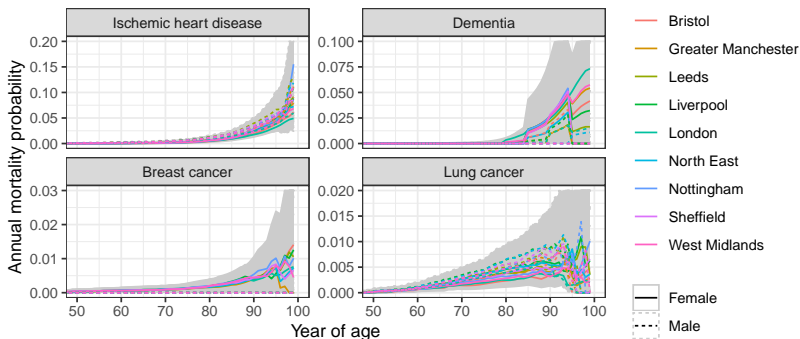 Ischemic heart disease
Dementia
0.20
0.15
0.10
0.05
0.00
0.100
0.075
0.050
0.025
0.000
Breast cancer
Lung cancer
0.03
0.02
0.01
0.00
0.020
0.015
0.010
0.005
0.000
50 60 70 80 90 100
50 60 70 80 90 100
Year of age
Annual mortality probability
Bristol
Greater Manchester
Leeds
Liverpool
London
North East
Nottingham
Sheffield
West Midlands
Female
Male